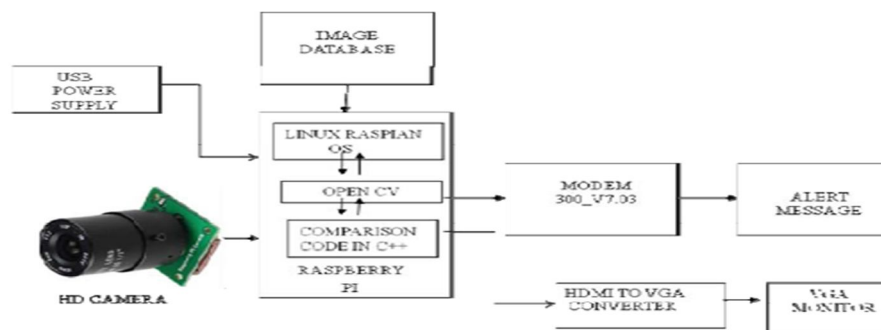 IMAGE
DATABASE
USB
POWER
SUPPLY
LINUX RASPIAN
OS
OPEN CV
COMPARISON
CODE IN C++
RASPBERRY
PI
HD CAMERA
MODEM
300_V7.03
ALERT
MESSAGE
HDMI TO VGA
CONVERTER
VGA
MONITOR